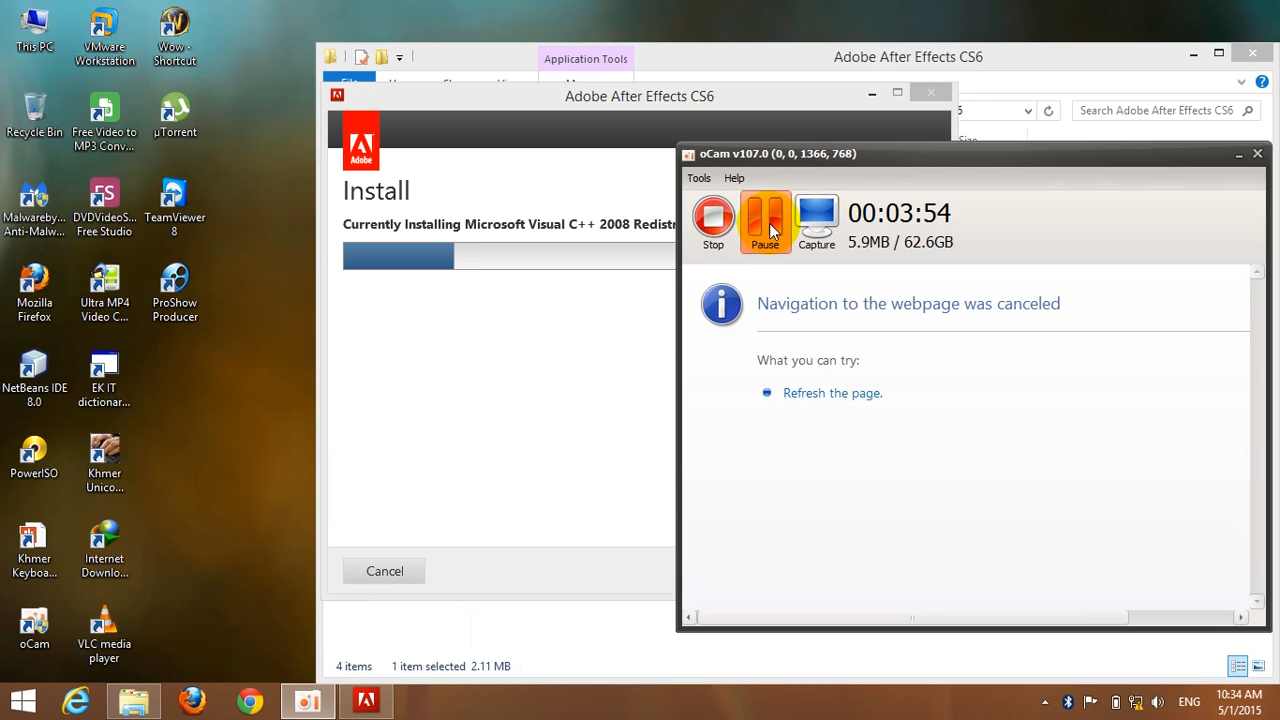 This PC
VMware
Workstation
Wow -
Shortcut
Recycle Bin
Free Video to
MP3 Conv...
µTorrent
Malwareby...
Anti-Malw...
DVDVideoS...
Free Studio
TeamViewer
8
Mozilla
Firefox
Ultra MP4
Video C...
ProShow
Producer
NetBeans IDE
8.0
EK IT
dictionar...
PowerISO
Khmer
Unico...
Khmer
Keyboa...
Internet
Downlo...
oCam
VLC media
player
Application Tools
Adobe After Effects CS6
Search Adobe After Effects CS6
Adobe After Effects CS6
Adobe
Install
Currently Installing Microsoft Visual C++ 2008 Redistr
Cancel
oCam v107.0 (0, 0, 1366, 768)
Tools Help
Stop
Pause
Capture
00:03:54
5.9MB / 62.6GB
Navigation to the webpage was canceled
What you can try:
Refresh the page.
4 items 1 item selected 2.11 MB
ENG
10:34 AM
5/1/2015